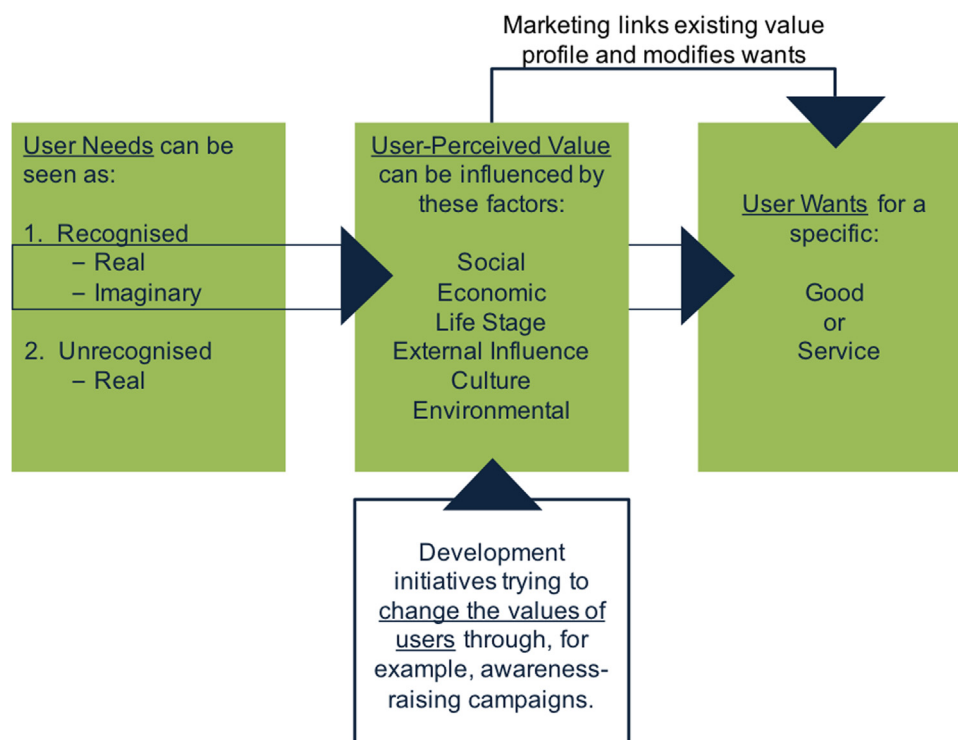 Marketing links existing value
profile and modifies wants
User Needs can be
seen as:
1. Recognised
– Real
– Imaginary
2. Unrecognised
– Real
User-Perceived Value
can be influenced by
these factors:
Social
Economic
Life Stage
External Influence
Culture
Environmental
User Wants for a
specific:
Good
or
Service
Development
initiatives trying to
change the values of
users through, for
example, awareness-
raising campaigns.